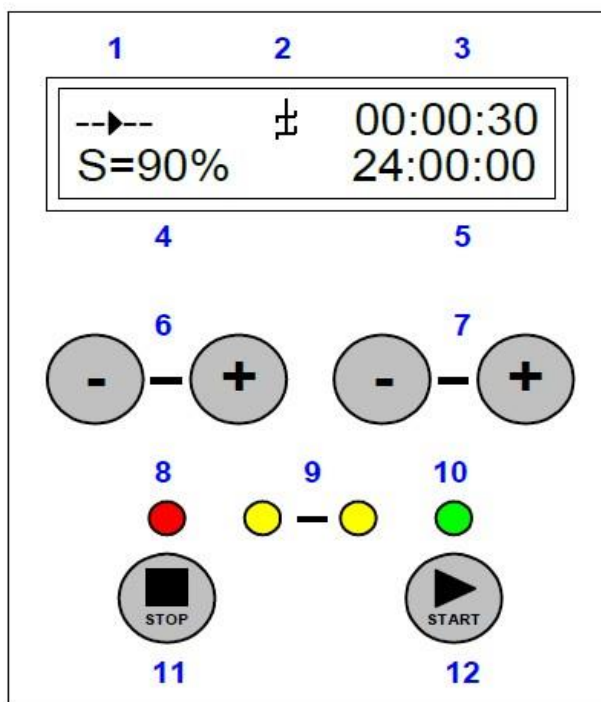 1 2 3
--▶-- 00:00:30
S=90% 24:00:00
4 5
6 7
- – + - – +
8 9 10
STOP START
11 12